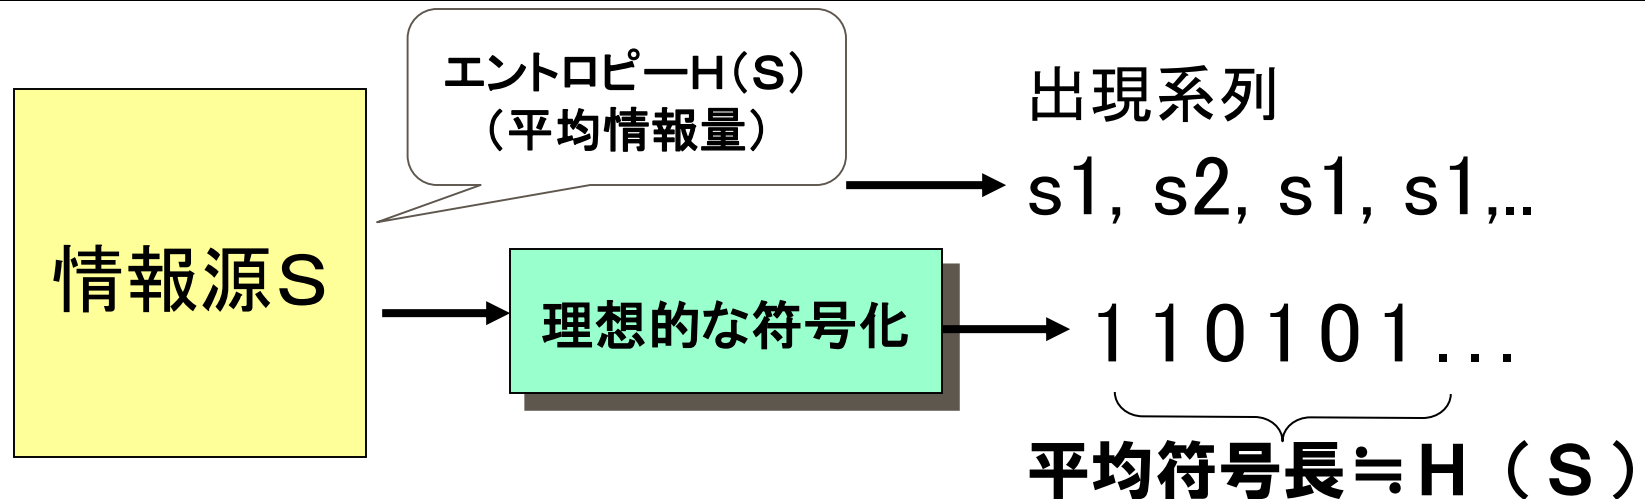 エントロピーH(S)
(平均情報量)
出現系列
s1, s2, s1, s1,…
情報源S
理想的な符号化
110101...
平均符号長≒H(S)